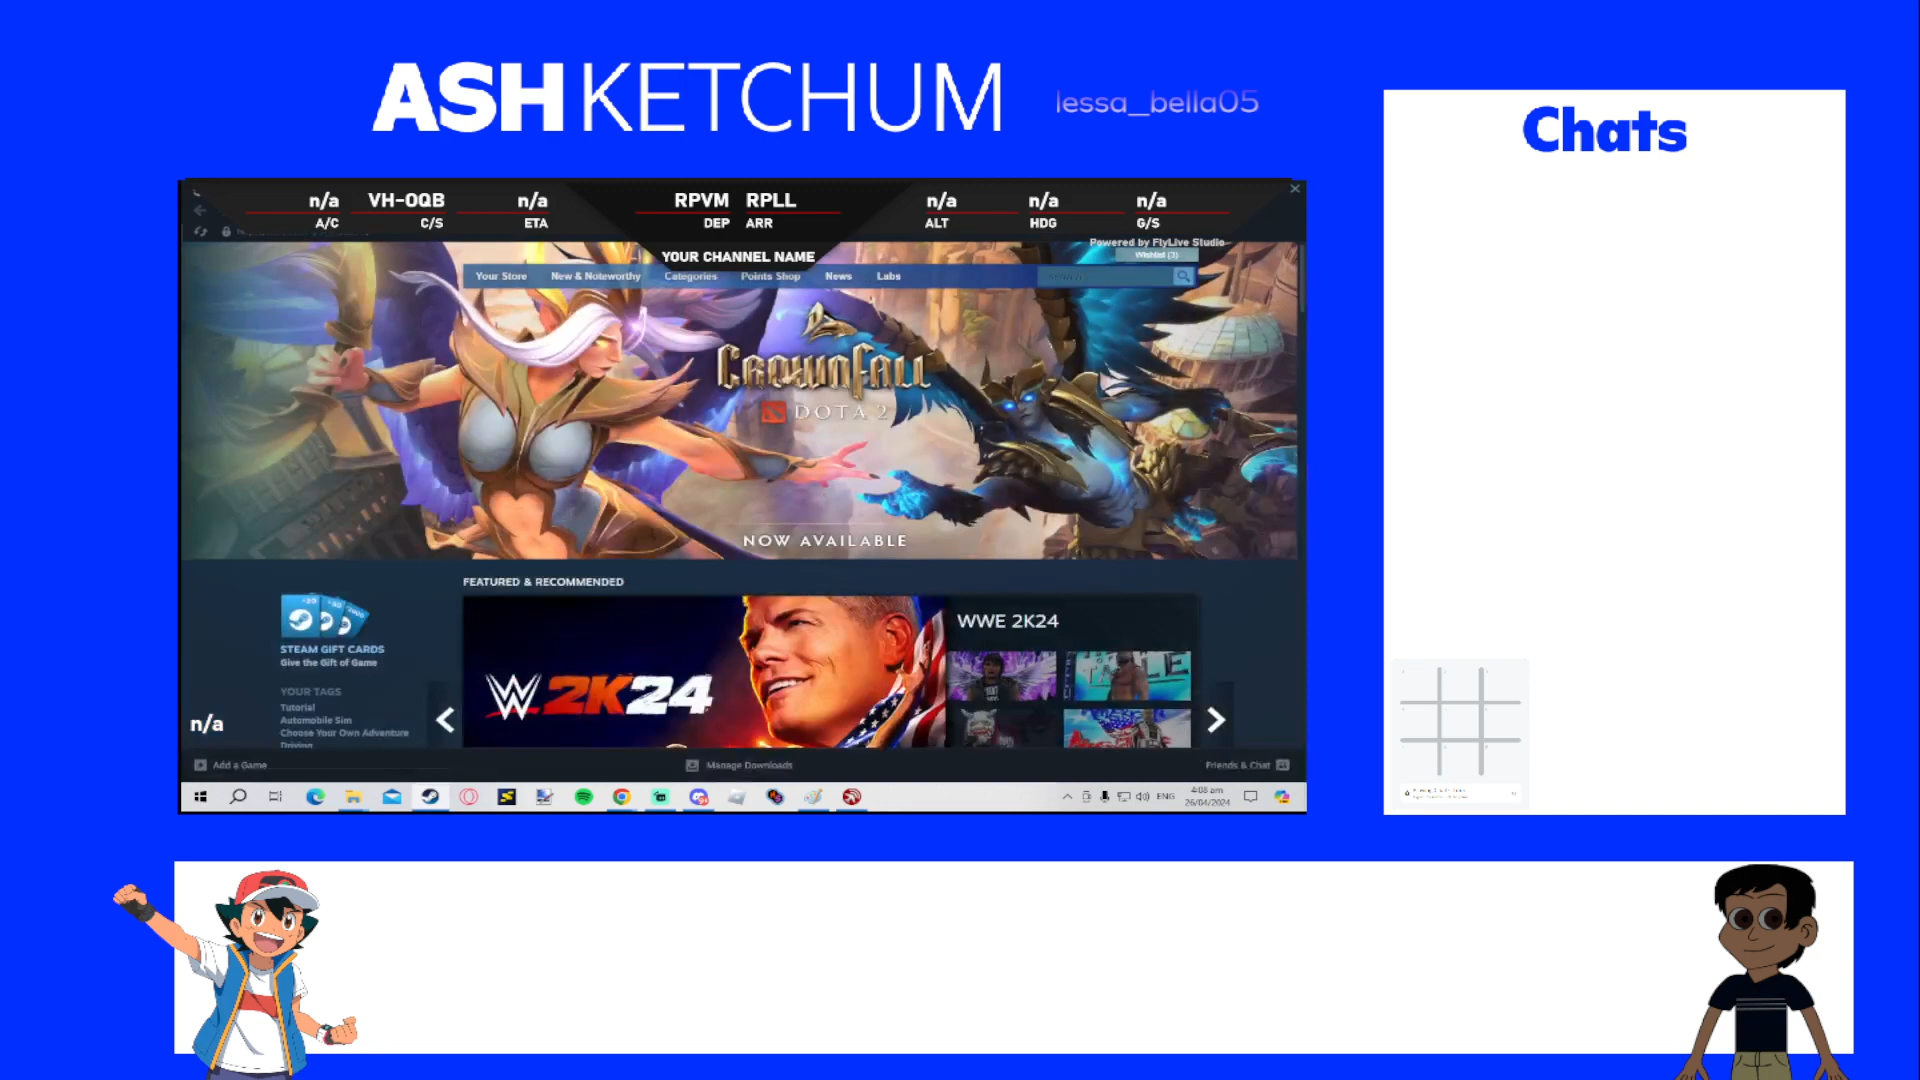 ASH KETCHUM
lessa_bella05
Chats
n/a VH-OQB n/a RPVM RPLL n/a n/a n/a
A/C C/S ETA DEP ARR ALT HDG G/S
Powered by FlyLive Studio
YOUR CHANNEL NAME
Wishlist (3)
Your Store New & Noteworthy Categories Points Shop News Labs
CROWNFALL
DOTA 2
NOW AVAILABLE
FEATURED & RECOMMENDED
STEAM GIFT CARDS
Give the Gift of Game
YOUR TAGS
Tutorial
Automobile Sim
Choose Your Own Adventure
Driving
n/a
W 2K24
WWE 2K24
Add a Game Manage Downloads Friends & Chat
ENG 4:08 pm
26/04/2024